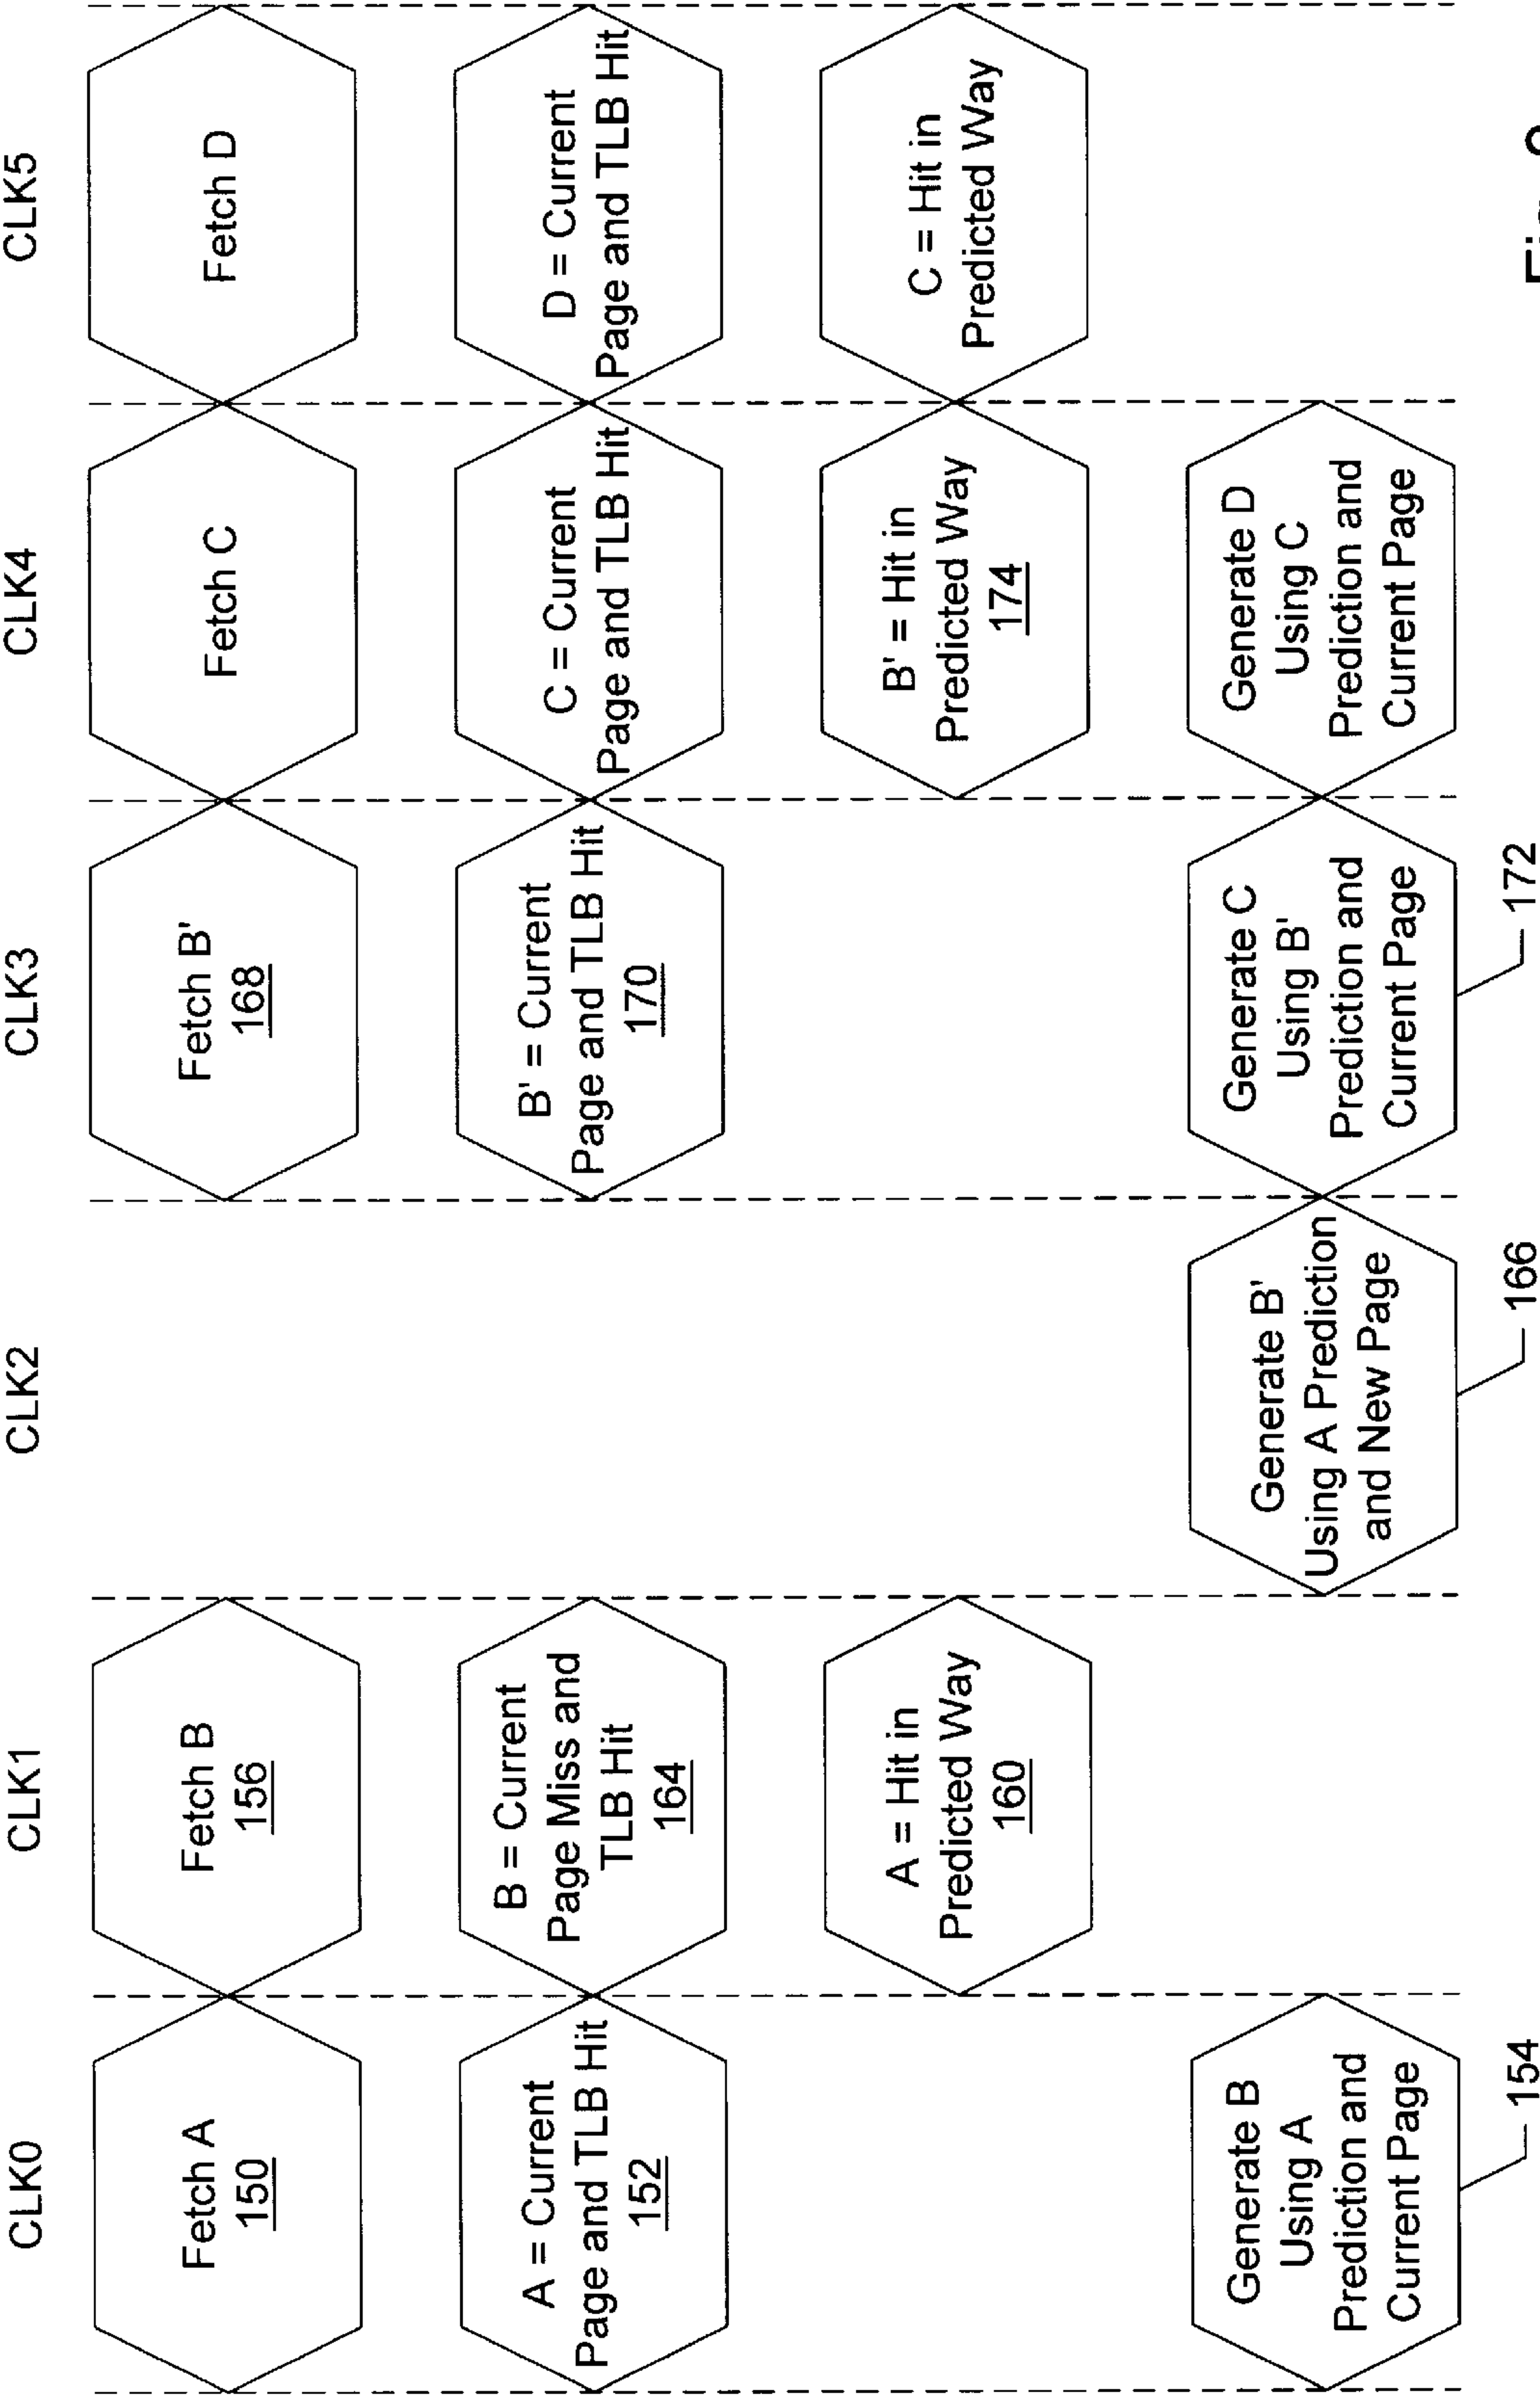 CLK0
CLK1
CLK2
CLK3
CLK4
CLK5
Fetch A
150
Fetch B
156
Fetch B'
168
Fetch C
Fetch D
A = Current
Page and TLB Hit
152
B = Current
Page Miss and
TLB Hit
164
B' = Current
Page and TLB Hit
170
C = Current
Page and TLB Hit
D = Current
Page and TLB Hit
A = Hit in
Predicted Way
160
B' = Hit in
Predicted Way
174
C = Hit in
Predicted Way
Generate B
Using A
Prediction and
Current Page
154
Generate B'
Using A Prediction
and New Page
166
Generate C
Using B'
Prediction and
Current Page
172
Generate D
Using C
Prediction and
Current Page